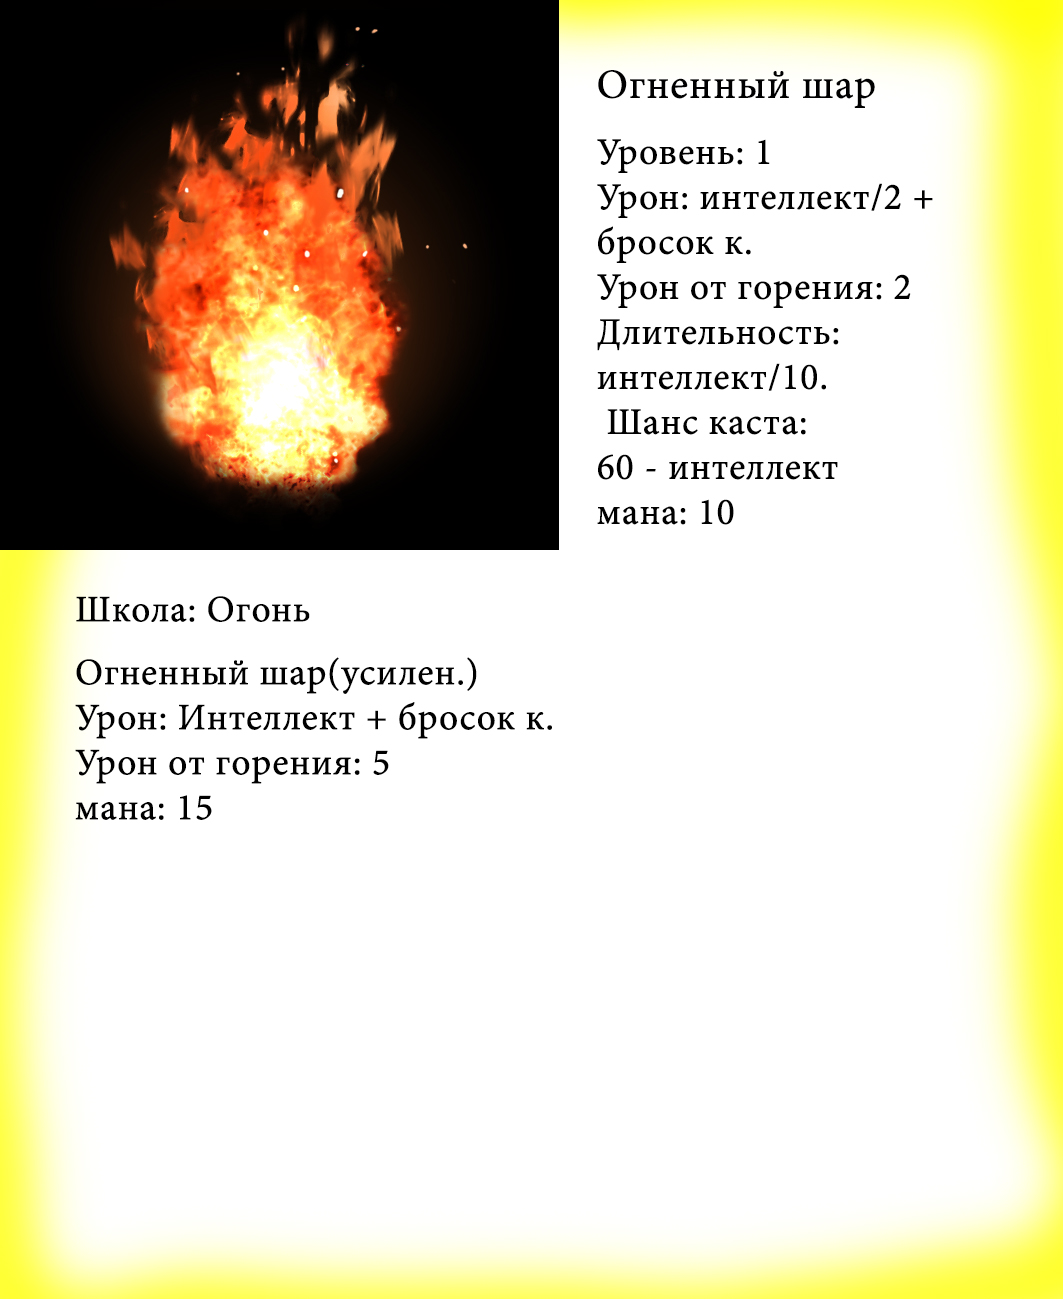 Огненный шар
Уровень: 1
Урон: интеллект/2 +
бросок к.
Урон от горения: 2
Длительность:
интеллект/10.
Шанс каста:
60 - интеллект
мана: 10
Школа: Огонь
Огненный шар(усилен.)
Урон: Интеллект + бросок к.
Урон от горения: 5
мана: 15